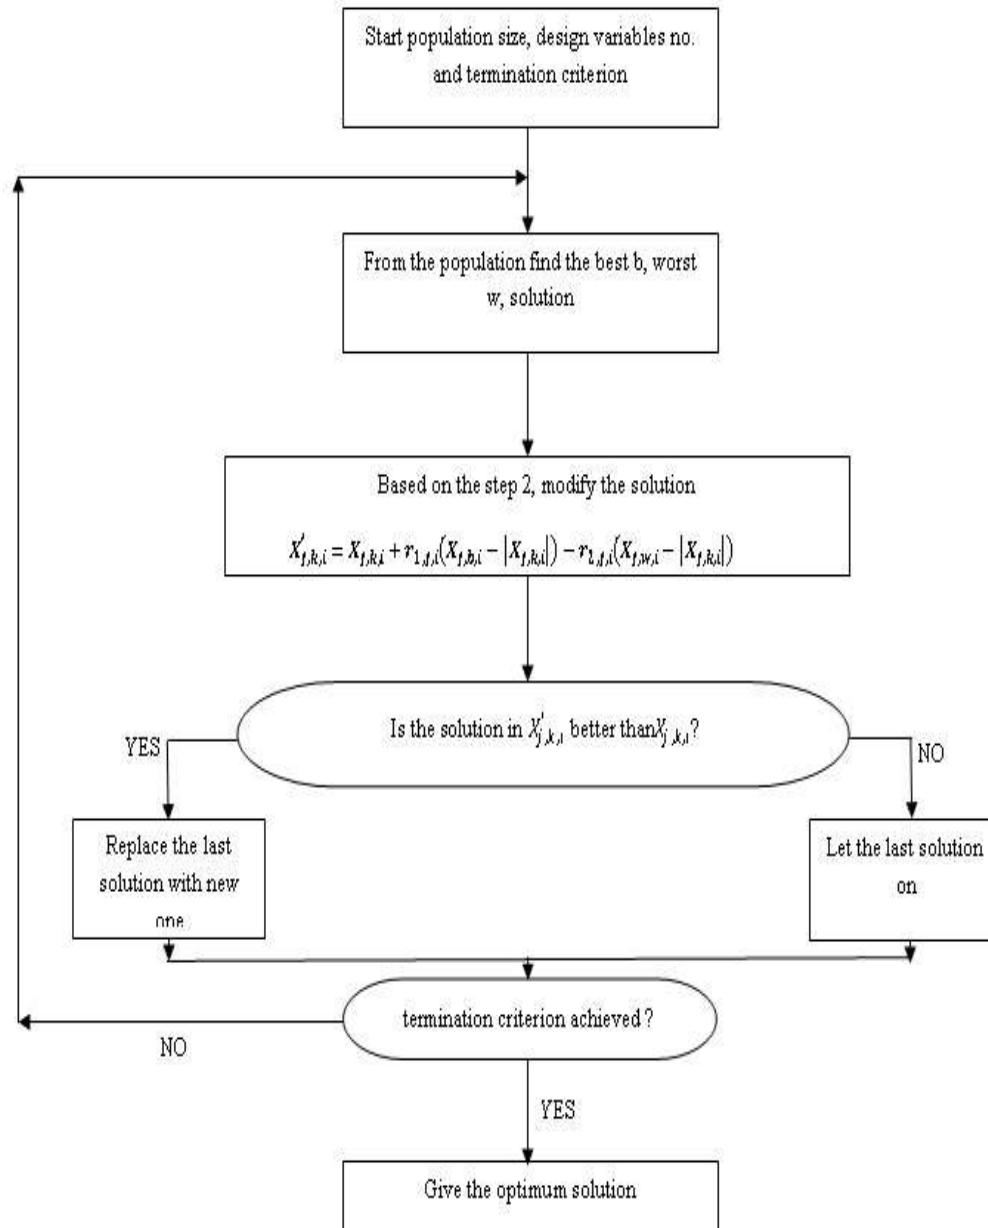 Start population size, design variables no.
and termination criterion
From the population find the best b, worst
w, solution
Based on the step 2, modify the solution
X'j,k,i = Xj,k,i + r1,j,i(Xj,b,i − |Xj,k,i|) − r2,j,i(Xj,w,i − |Xj,k,i|)
Is the solution in X'j,k,i better thanXj,k,i?
YES
NO
Replace the last
solution with new
one
Let the last solution
on
termination criterion achieved ?
NO
YES
Give the optimum solution